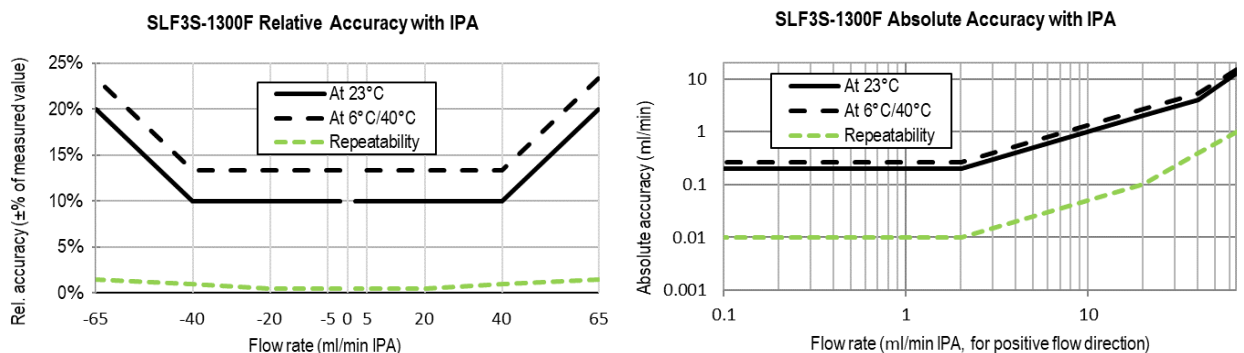 SLF3S-1300F Relative Accuracy with IPA
Rel. accuracy (±% of measured value)
25%
20%
15%
10%
5%
0%
At 23°C
At 6°C/40°C
Repeatability
-65 -40 -20 -5 0 5 20 40 65
Flow rate (ml/min IPA)
SLF3S-1300F Absolute Accuracy with IPA
Absolute accuracy (ml/min)
10
1
0.1
0.01
0.001
At 23°C
At 6°C/40°C
Repeatability
0.1 1 10
Flow rate (ml/min IPA, for positive flow direction)